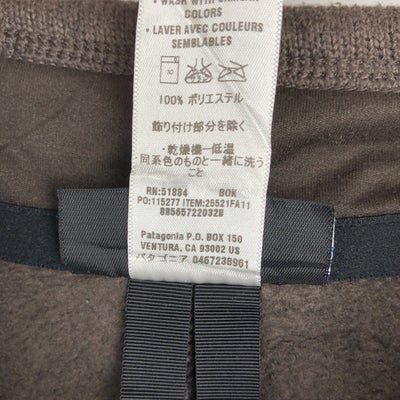 • WASH WITH SIMILAR
COLORS
• LAVER AVEC COULEURS
SEMBLABLES
100% ポリエステル
飾り付け部分を除く
・乾燥機ー低温
同系色のものと一緒に洗う
こと
RN:51884 BOK
PO:115277 ITEM:25521FA11
885657220328
Patagonia P.O. BOX 150
VENTURA, CA 93002 US
パタゴニア 0467238961